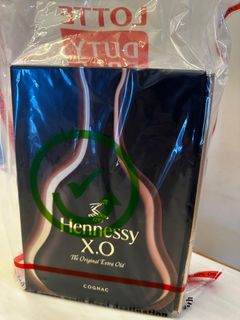 LOTTE
DUTY
Hennessy
X.O
The Original Extra Old
COGNAC